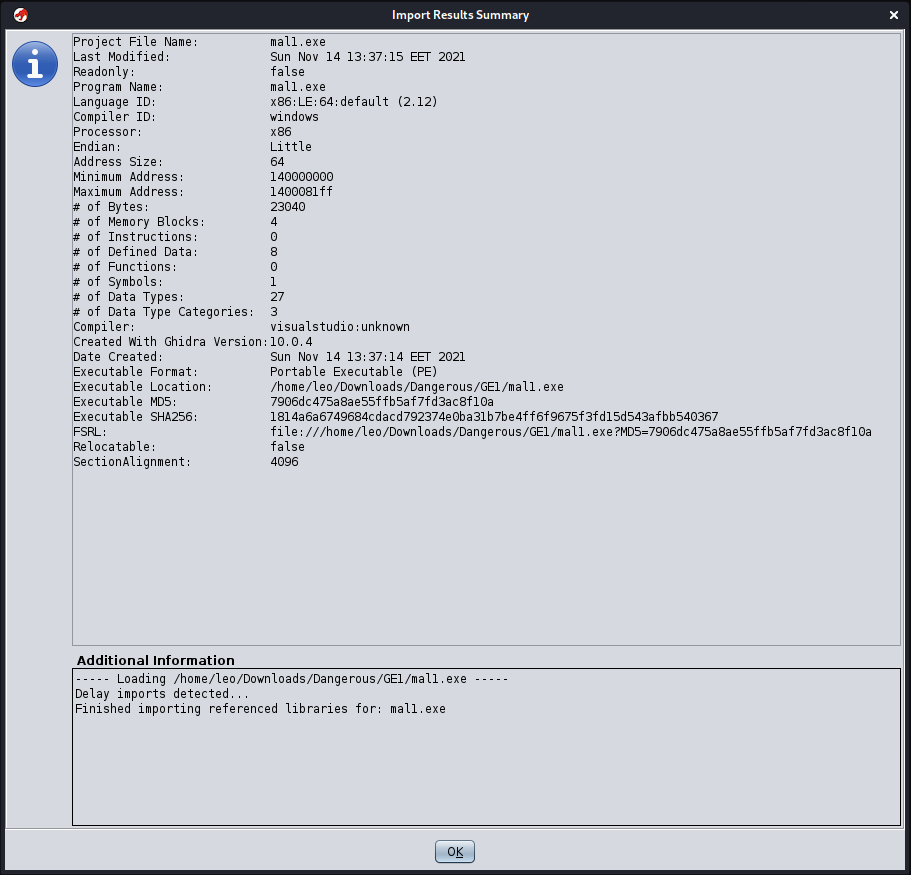 Import Results Summary
Project File Name: mal1.exe
Last Modified: Sun Nov 14 13:37:15 EET 2021
Readonly: false
Program Name: mal1.exe
Language ID: x86:LE:64:default (2.12)
Compiler ID: windows
Processor: x86
Endian: Little
Address Size: 64
Minimum Address: 140000000
Maximum Address: 1400081ff
# of Bytes: 23040
# of Memory Blocks: 4
# of Instructions: 0
# of Defined Data: 8
# of Functions: 0
# of Symbols: 1
# of Data Types: 27
# of Data Type Categories: 3
Compiler: visualstudio:unknown
Created With Ghidra Version: 10.0.4
Date Created: Sun Nov 14 13:37:14 EET 2021
Executable Format: Portable Executable (PE)
Executable Location: /home/leo/Downloads/Dangerous/GE1/mal1.exe
Executable MD5: 7906dc475a8ae55ffb5af7fd3ac8f10a
Executable SHA256: 1814a6a6749684cdacd792374e0ba31b7be4ff6f9675f3fd15d543afbb540367
FSRL: file:///home/leo/Downloads/Dangerous/GE1/mal1.exe?MD5=7906dc475a8ae55ffb5af7fd3ac8f10a
Relocatable: false
SectionAlignment: 4096
Additional Information
----- Loading /home/leo/Downloads/Dangerous/GE1/mal1.exe -----
Delay imports detected...
Finished importing referenced libraries for: mal1.exe
OK